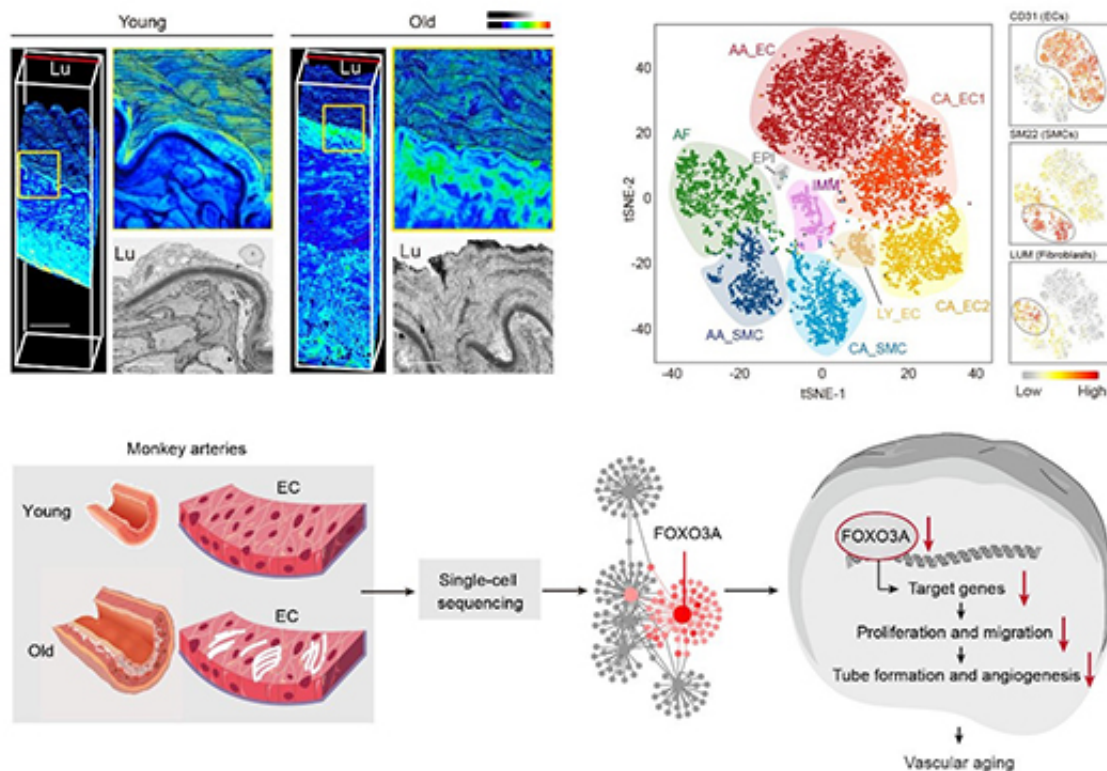 Young
Old
Lu
Lu
Lu
Lu
tSNE-2
40
20
0
-20
-40
AA_EC
CA_EC1
AF
EPI
IMM
LY_EC
CA_EC2
AA_SMC
CA_SMC
-40
-20
0
20
40
tSNE-1
CD31 (ECs)
SM22 (SMCs)
LUM (Fibroblasts)
Low
High
Monkey arteries
Young
EC
Old
EC
Single-cell
sequencing
FOXO3A
FOXO3A
Target genes
Proliferation and migration
Tube formation and angiogenesis
Vascular aging